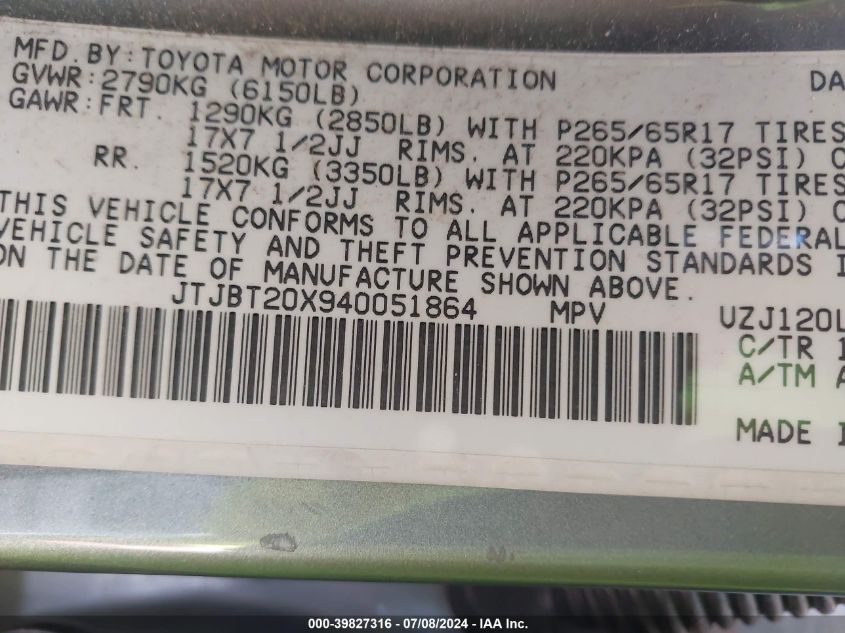 MFD. BY: TOYOTA MOTOR CORPORATION DA
GVWR: 2790KG (6150LB)
GAWR: FRT. 1290KG (2850LB) WITH P265/65R17 TIRES
17X7 1/2JJ RIMS. AT 220KPA (32PSI) C
RR. 1520KG (3350LB) WITH P265/65R17 TIRES
17X7 1/2JJ RIMS. AT 220KPA (32PSI) C
THIS VEHICLE CONFORMS TO ALL APPLICABLE FEDERAL
VEHICLE SAFETY AND THEFT PREVENTION STANDARDS I
ON THE DATE OF MANUFACTURE SHOWN ABOVE.
JTJBT20X940051864 MPV UZJ120L
C/TR 1
A/TM A
MADE I
000-39827316 - 07/08/2024 - IAA Inc.